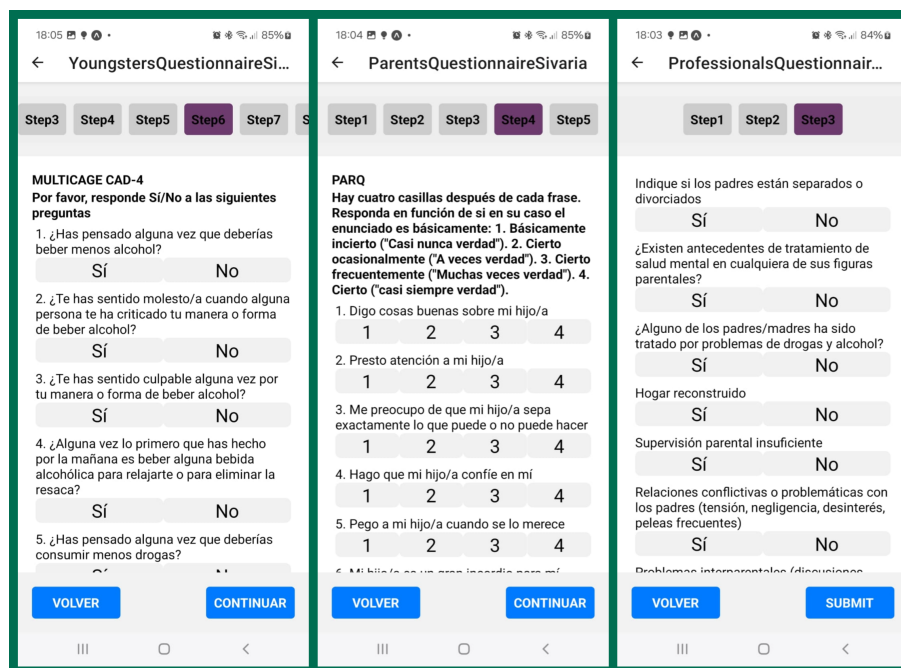 18:05
85%
YoungstersQuestionnaireSi...
Step3 Step4 Step5 Step6 Step7 S
MULTICAGE CAD-4
Por favor, responde Sí/No a las siguientes
preguntas
1. ¿Has pensado alguna vez que deberías
beber menos alcohol?
Sí No
2. ¿Te has sentido molesto/a cuando alguna
persona te ha criticado tu manera o forma
de beber alcohol?
Sí No
3. ¿Te has sentido culpable alguna vez por
tu manera o forma de beber alcohol?
Sí No
4. ¿Alguna vez lo primero que has hecho
por la mañana es beber alguna bebida
alcohólica para relajarte o para eliminar la
resaca?
Sí No
5. ¿Has pensado alguna vez que deberías
consumir menos drogas?
VOLVER CONTINUAR
18:04
85%
ParentsQuestionnaireSivaria
Step1 Step2 Step3 Step4 Step5
PARQ
Hay cuatro casillas después de cada frase.
Responda en función de si en su caso el
enunciado es básicamente: 1. Básicamente
incierto ("Casi nunca verdad"). 2. Cierto
ocasionalmente ("A veces verdad"). 3. Cierto
frecuentemente ("Muchas veces verdad"). 4.
Cierto ("casi siempre verdad").
1. Digo cosas buenas sobre mi hijo/a
1 2 3 4
2. Presto atención a mi hijo/a
1 2 3 4
3. Me preocupo de que mi hijo/a sepa
exactamente lo que puede o no puede hacer
1 2 3 4
4. Hago que mi hijo/a confíe en mí
1 2 3 4
5. Pego a mi hijo/a cuando se lo merece
1 2 3 4
6. Mi hijo/a es un gran incordio para mí
VOLVER CONTINUAR
18:03
84%
ProfessionalsQuestionnair...
Step1 Step2 Step3
Indique si los padres están separados o
divorciados
Sí No
¿Existen antecedentes de tratamiento de
salud mental en cualquiera de sus figuras
parentales?
Sí No
¿Alguno de los padres/madres ha sido
tratado por problemas de drogas y alcohol?
Sí No
Hogar reconstruido
Sí No
Supervisión parental insuficiente
Sí No
Relaciones conflictivas o problemáticas con
los padres (tensión, negligencia, desinterés,
peleas frecuentes)
Sí No
Problemas interparentales (discusiones
VOLVER SUBMIT